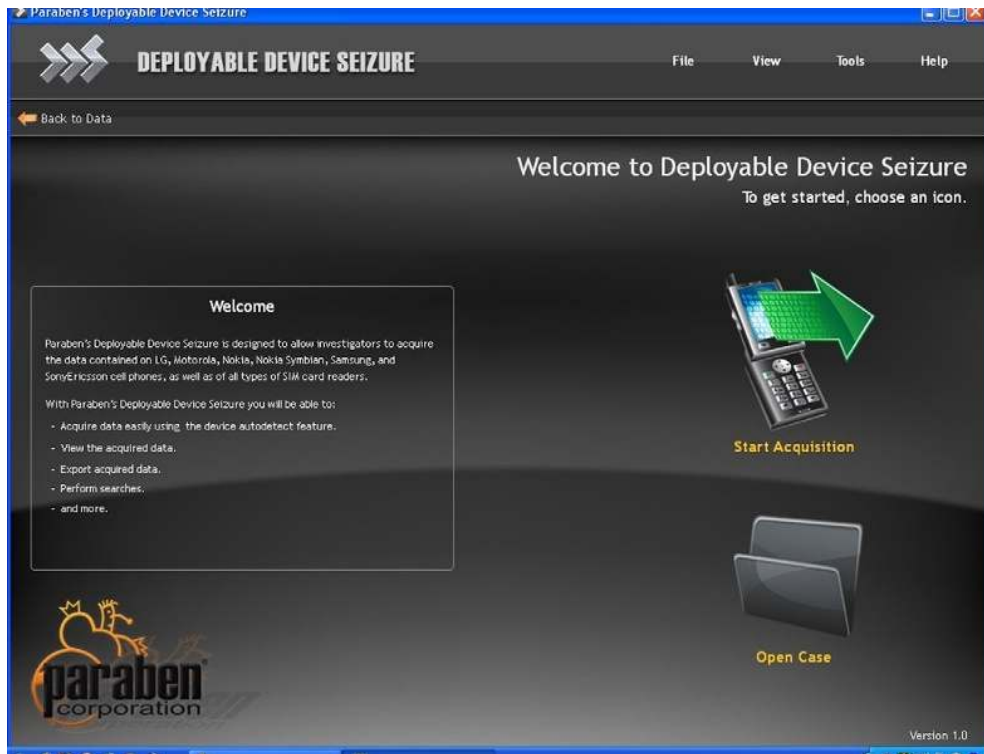 Paraben's Deployable Device Seizure
DEPLOYABLE DEVICE SEIZURE
File View Tools Help
Back to Data
Welcome to Deployable Device Seizure
To get started, choose an icon.
Welcome
Paraben's Deployable Device Seizure is designed to allow investigators to acquire
the data contained on LG, Motorola, Nokia, Nokia Symbian, Samsung, and
SonyEricsson cell phones, as well as of all types of SIM card readers.
With Paraben's Deployable Device Seizure you will be able to:
- Acquire data easily using the device autodetect feature.
- View the acquired data.
- Export acquired data.
- Perform searches.
- and more.
Start Acquisition
Open Case
paraben
corporation
Version 1.0